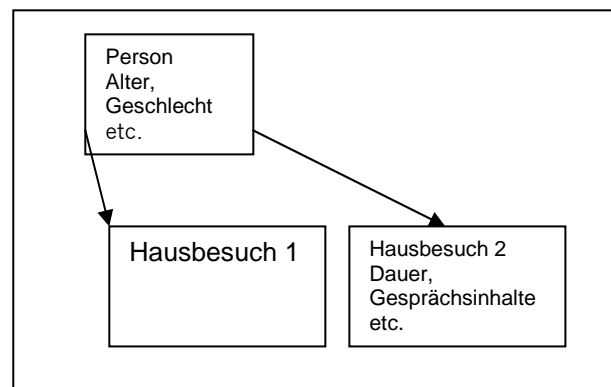 Person
Alter,
Geschlecht
etc.
Hausbesuch 1
Hausbesuch 2
Dauer,
Gesprächsinhalte
etc.